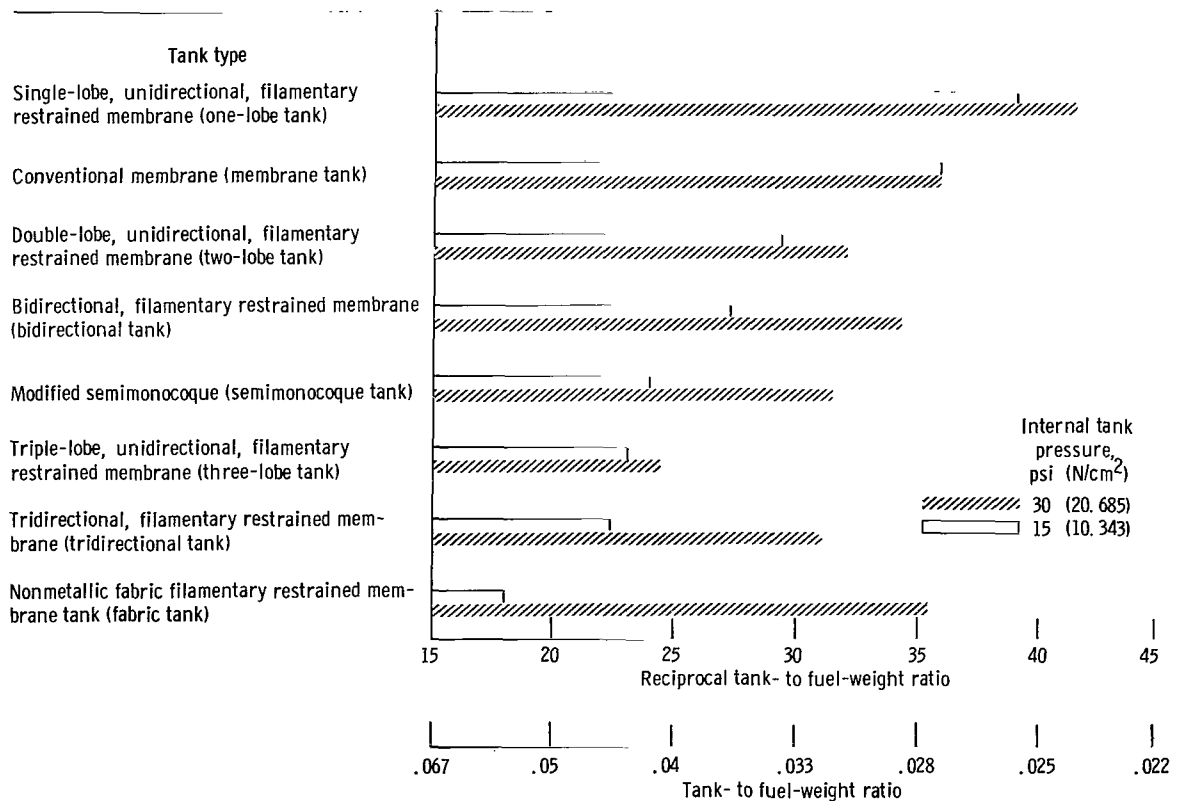 Tank type
Single-lobe, unidirectional, filamentary
restrained membrane (one-lobe tank)
Conventional membrane (membrane tank)
Double-lobe, unidirectional, filamentary
restrained membrane (two-lobe tank)
Bidirectional, filamentary restrained membrane
(bidirectional tank)
Modified semimonocoque (semimonocoque tank)
Triple-lobe, unidirectional, filamentary
restrained membrane (three-lobe tank)
Tridirectional, filamentary restrained mem-
brane (tridirectional tank)
Nonmetallic fabric filamentary restrained mem-
brane tank (fabric tank)
Internal tank
pressure,
psi (N/cm²)
30 (20.685)
15 (10.343)
15 20 25 30 35 40 45
Reciprocal tank- to fuel-weight ratio
.067 .05 .04 .033 .028 .025 .022
Tank- to fuel-weight ratio